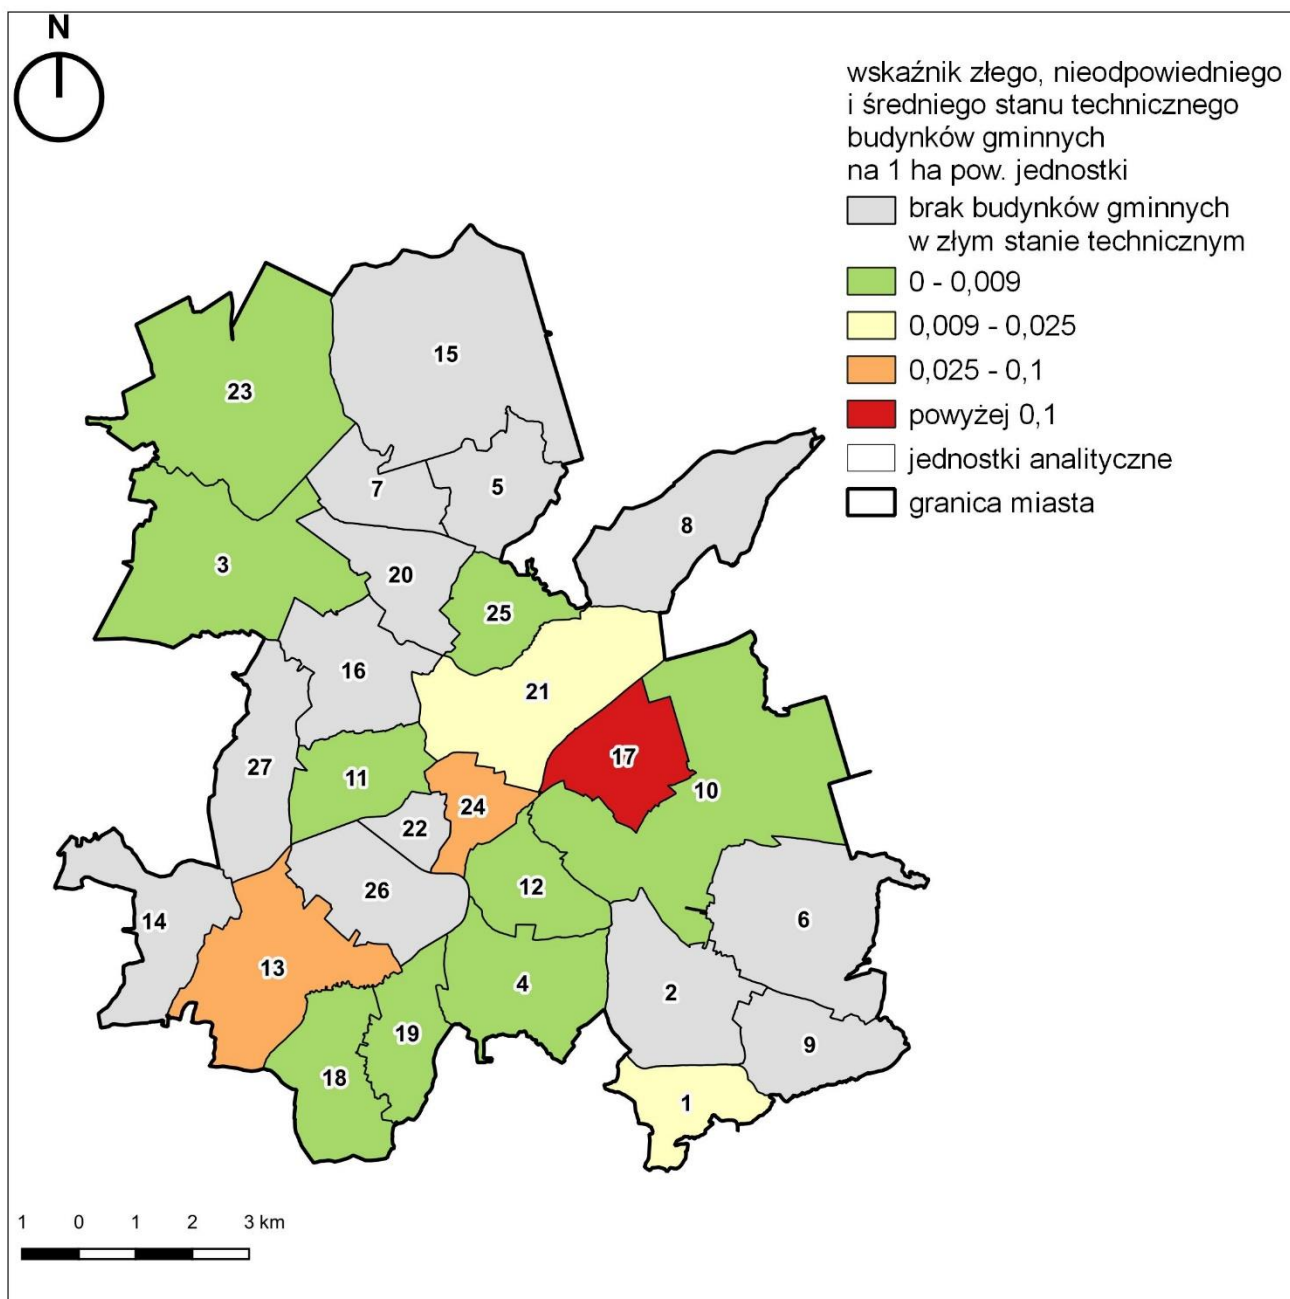 N
wskaźnik złego, nieodpowiedniego
i średniego stanu technicznego
budynków gminnych
na 1 ha pow. jednostki
brak budynków gminnych
w złym stanie technicznym
0 - 0,009
0,009 - 0,025
0,025 - 0,1
powyżej 0,1
jednostki analityczne
granica miasta
15
23
7
5
8
3
20
25
16
21
27
11
17
10
24
22
12
26
14
6
13
4
2
19
9
18
1
1 0 1 2 3 km